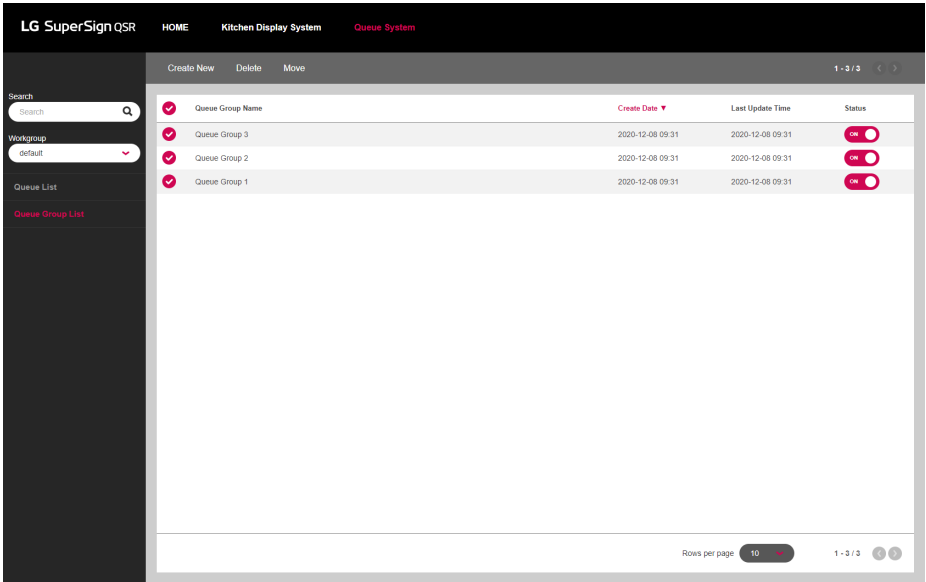 LG SuperSign QSR HOME Kitchen Display System Queue System
Create New Delete Move 1 - 3 / 3
Search
Search
Workgroup
default
Queue List
Queue Group List
Queue Group Name Create Date ▼ Last Update Time Status
Queue Group 3 2020-12-08 09:31 2020-12-08 09:31 ON
Queue Group 2 2020-12-08 09:31 2020-12-08 09:31 ON
Queue Group 1 2020-12-08 09:31 2020-12-08 09:31 ON
Rows per page 10 1 - 3 / 3